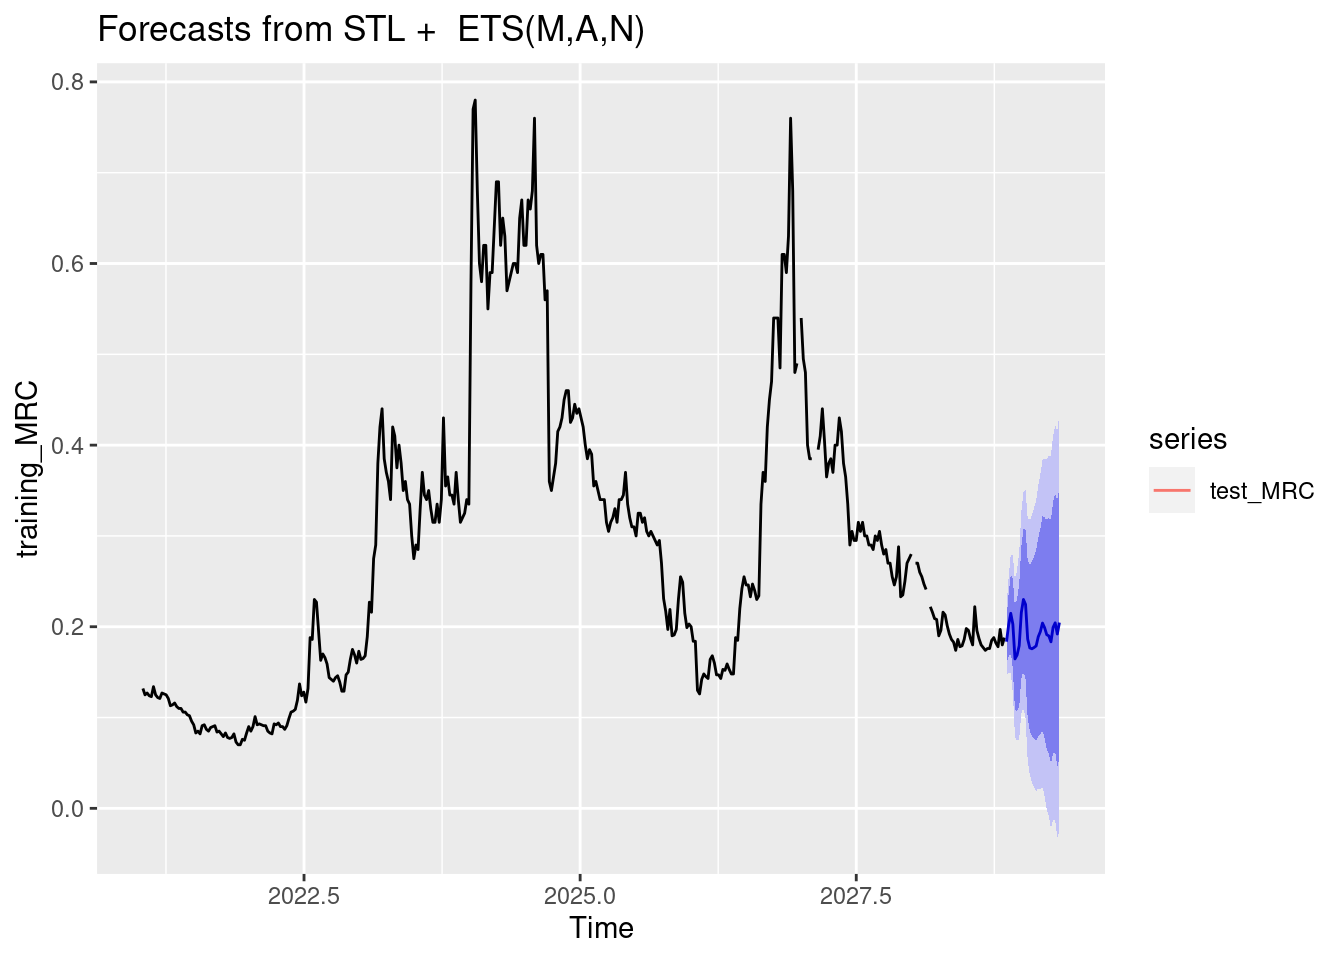 Forecasts from STL +  ETS(M,A,N)
training_MRC
0.8
0.6
0.4
0.2
0.0
2022.5
2025.0
2027.5
Time
series
test_MRC